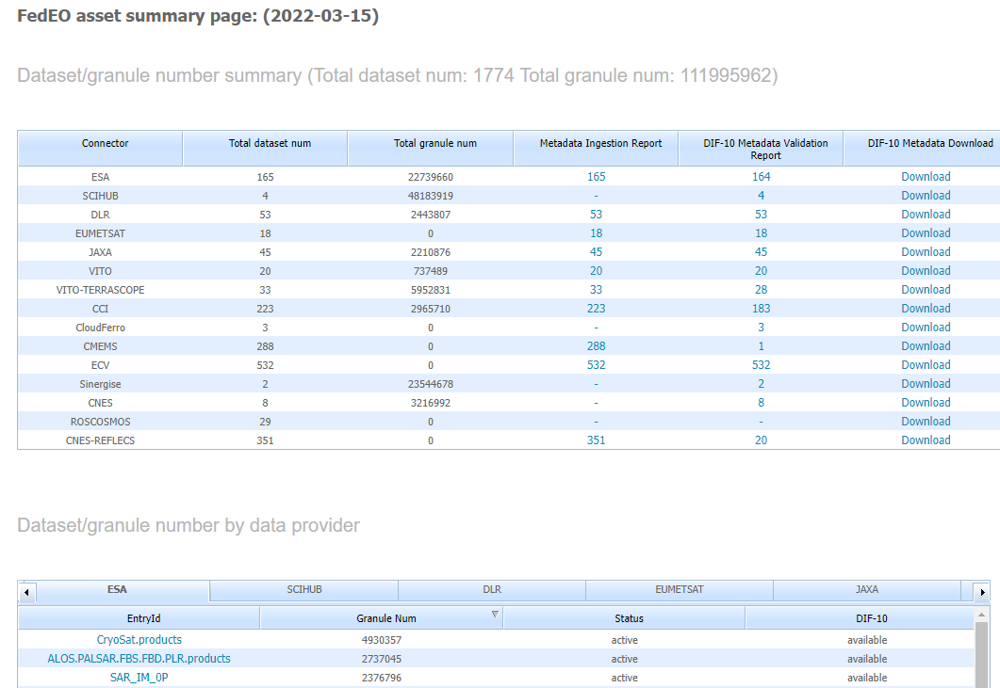 FedEO asset summary page: (2022-03-15)
Dataset/granule number summary (Total dataset num: 1774 Total granule num: 111995962)
Connector Total dataset num Total granule num Metadata Ingestion Report DIF-10 Metadata Validation Report DIF-10 Metadata Download
ESA 165 22739660 165 164 Download
SCIHUB 4 48183919 - 4 Download
DLR 53 2443807 53 53 Download
EUMETSAT 18 0 18 18 Download
JAXA 45 2210876 45 45 Download
VITO 20 737489 20 20 Download
VITO-TERRASCOPE 33 5952831 33 28 Download
CCI 223 2965710 223 183 Download
CloudFerro 3 0 - 3 Download
CMEMS 288 0 288 1 Download
ECV 532 0 532 532 Download
Sinergise 2 23544678 - 2 Download
CNES 8 3216992 - 8 Download
ROSCOSMOS 29 0 - - Download
CNES-REFLECS 351 0 351 20 Download
Dataset/granule number by data provider
ESA SCIHUB DLR EUMETSAT JAXA
EntryId Granule Num Status DIF-10
CryoSat.products 4930357 active available
ALOS.PALSAR.FBS.FBD.PLR.products 2737045 active available
SAR_IM_0P 2376796 active available